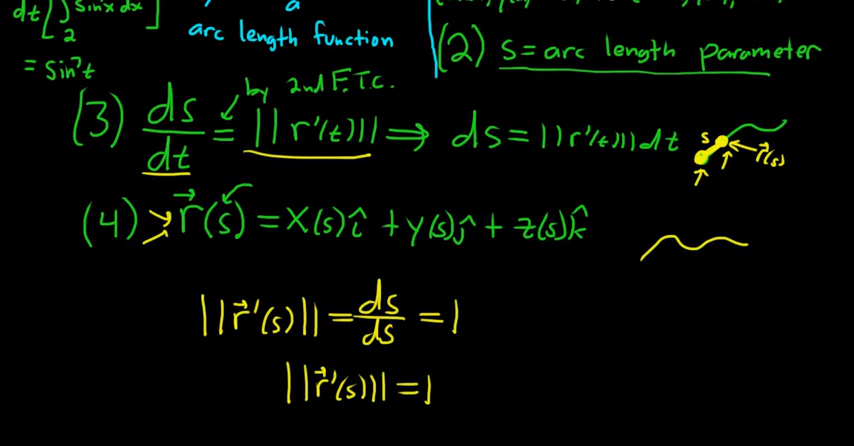 dt[∫₂ sin²x dx]
= sin²t
a
arc length function
(2) s = arc length parameter
by 2nd F.T.C.
(3) ds/dt = ||r'(t)|| ⟹ ds = ||r'(t)|| dt
s
r⃗(s)
(4) r⃗(s) = x(s)î + y(s)ĵ + z(s)k̂
||r⃗'(s)|| = ds/ds = 1
||r⃗'(s)|| = 1